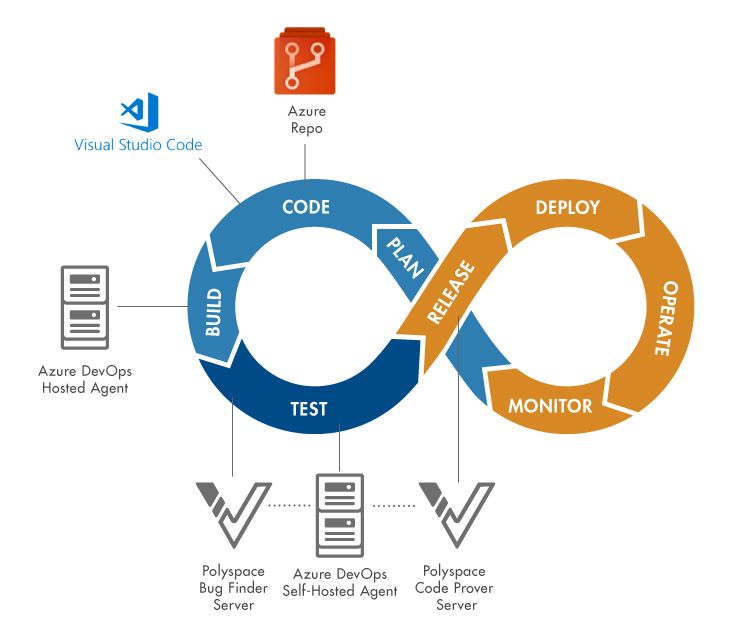 Azure
Repo
Visual Studio Code
CODE
DEPLOY
PLAN
RELEASE
OPERATE
BUILD
Azure DevOps
Hosted Agent
TEST
MONITOR
Polyspace
Bug Finder
Server
Azure DevOps
Self-Hosted Agent
Polyspace
Code Prover
Server